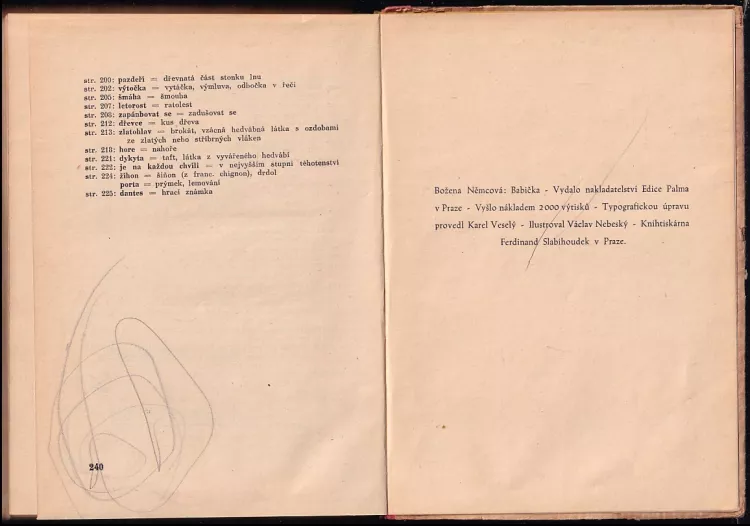 str. 200: pazdeří = dřevnatá část stonku lnu
str. 202: výtočka = vytáčka, výmluva, odbočka v řeči
str. 205: šmáha = šmouha
str. 207: letorost = ratolest
str. 208: zapánbovat se = zadušovat se
str. 212: dřevce = kus dřeva
str. 213: zlatohlav = brokát, vzácná hedvábná látka s ozdobami
ze zlatých nebo stříbrných vláken
str. 218: hore = nahoře
str. 221: dykyta = taft, látka z vyvářeného hedvábí
str. 222: je na každou chvíli = v nejvyšším stupni těhotenství
str. 224: žihon = šiňon (z franc. chignon), drdol
porta = prýmek, lemování
str. 225: dantes = hrací známka
240
Božena Němcová: Babička - Vydalo nakladatelství Edice Palma
v Praze - Vyšlo nákladem 2000 výtisků - Typografickou úpravu
provedl Karel Veselý - Ilustroval Václav Nebeský - Knihtiskárna
Ferdinand Slabihoudek v Praze.